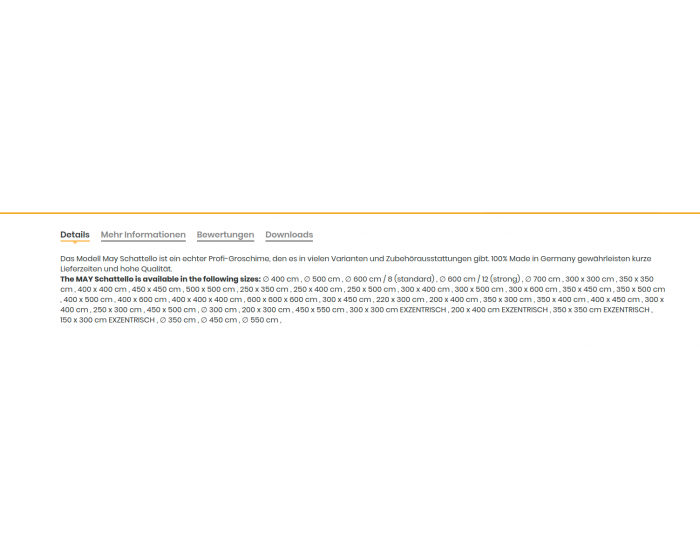 Details Mehr Informationen Bewertungen Downloads
Das Modell May Schattello ist ein echter Profi-Groschime, den es in vielen Varianten und Zubehörausstattungen gibt. 100% Made in Germany gewährleisten kurze
Lieferzeiten und hohe Qualität.
The MAY Schattello is available in the following sizes: ∅ 400 cm , ∅ 500 cm , ∅ 600 cm / 8 (standard) , ∅ 600 cm / 12 (strong) , ∅ 700 cm , 300 x 300 cm , 350 x 350
cm , 400 x 400 cm , 450 x 450 cm , 500 x 500 cm , 250 x 350 cm , 250 x 400 cm , 250 x 500 cm , 300 x 400 cm , 300 x 500 cm , 300 x 600 cm , 350 x 450 cm , 350 x 500 cm
, 400 x 500 cm , 400 x 600 cm , 400 x 400 x 400 cm , 600 x 600 x 600 cm , 300 x 450 cm , 220 x 300 cm , 200 x 400 cm , 350 x 300 cm , 350 x 400 cm , 400 x 450 cm , 300 x
400 cm , 250 x 300 cm , 450 x 500 cm , ∅ 300 cm , 200 x 300 cm , 450 x 550 cm , 300 x 300 cm EXZENTRISCH , 200 x 400 cm EXZENTRISCH , 350 x 350 cm EXZENTRISCH ,
150 x 300 cm EXZENTRISCH , ∅ 350 cm , ∅ 450 cm , ∅ 550 cm ,